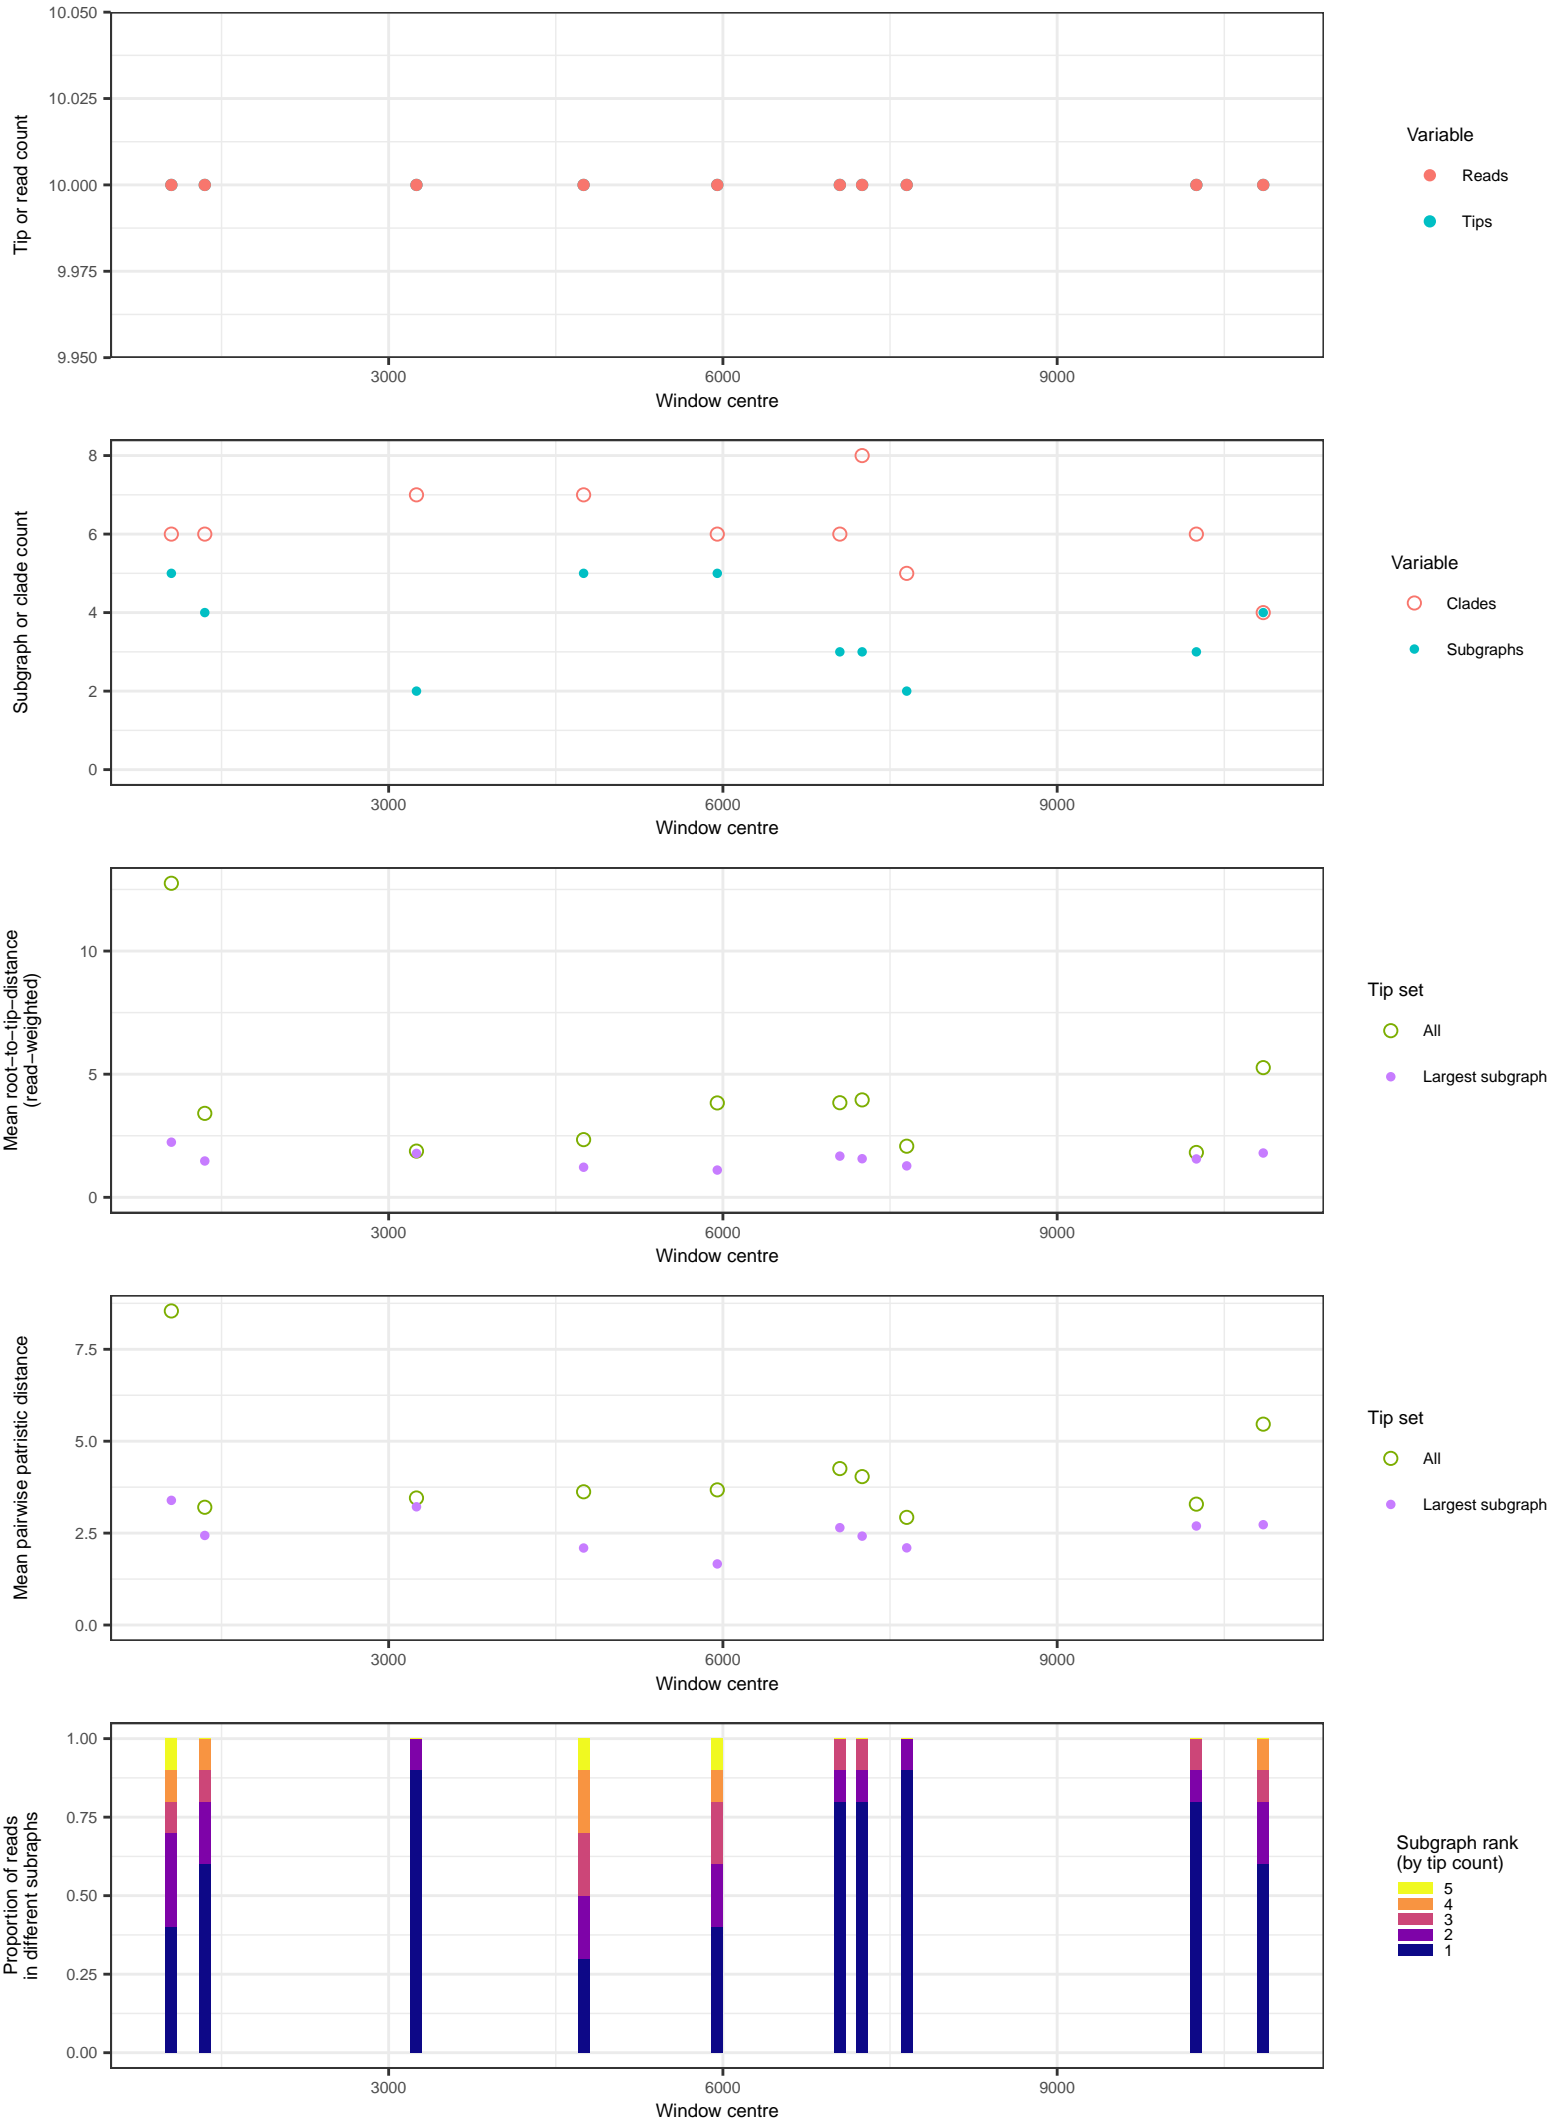 10.050
10.025
10.000
9.975
9.950
Tip or read count
3000 6000 9000
Window centre
Variable
Reads
Tips
8
6
4
2
0
Subgraph or clade count
3000 6000 9000
Window centre
Variable
Clades
Subgraphs
10
5
0
Mean root−to−tip−distance
(read−weighted)
3000 6000 9000
Window centre
Tip set
All
Largest subgraph
7.5
5.0
2.5
0.0
Mean pairwise patristic distance
3000 6000 9000
Window centre
Tip set
All
Largest subgraph
1.00
0.75
0.50
0.25
0.00
Proportion of reads
in different subraphs
3000 6000 9000
Window centre
Subgraph rank
(by tip count)
5
4
3
2
1